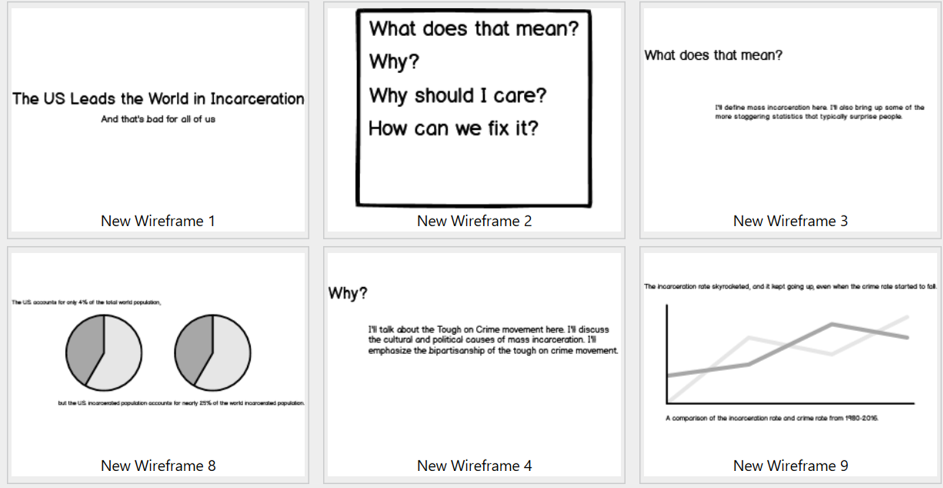 The US Leads the World in Incarceration
And that's bad for all of us
New Wireframe 1
What does that mean?
Why?
Why should I care?
How can we fix it?
New Wireframe 2
What does that mean?
I'll define mass incarceration here. I'll also bring up some of the
more staggering statistics that typically surprise people.
New Wireframe 3
The U.S. accounts for only 4% of the total world population,
but the U.S. incarcerated population accounts for nearly 25% of the world incarcerated population.
New Wireframe 8
Why?
I'll talk about the Tough on Crime movement here. I'll discuss
the cultural and political causes of mass incarceration. I'll
emphasize the bipartisanship of the tough on crime movement.
New Wireframe 4
The incarceration rate skyrocketed, and it kept going up, even when the crime rate started to fall.
A comparison of the incarceration rate and crime rate from 1980-2016.
New Wireframe 9